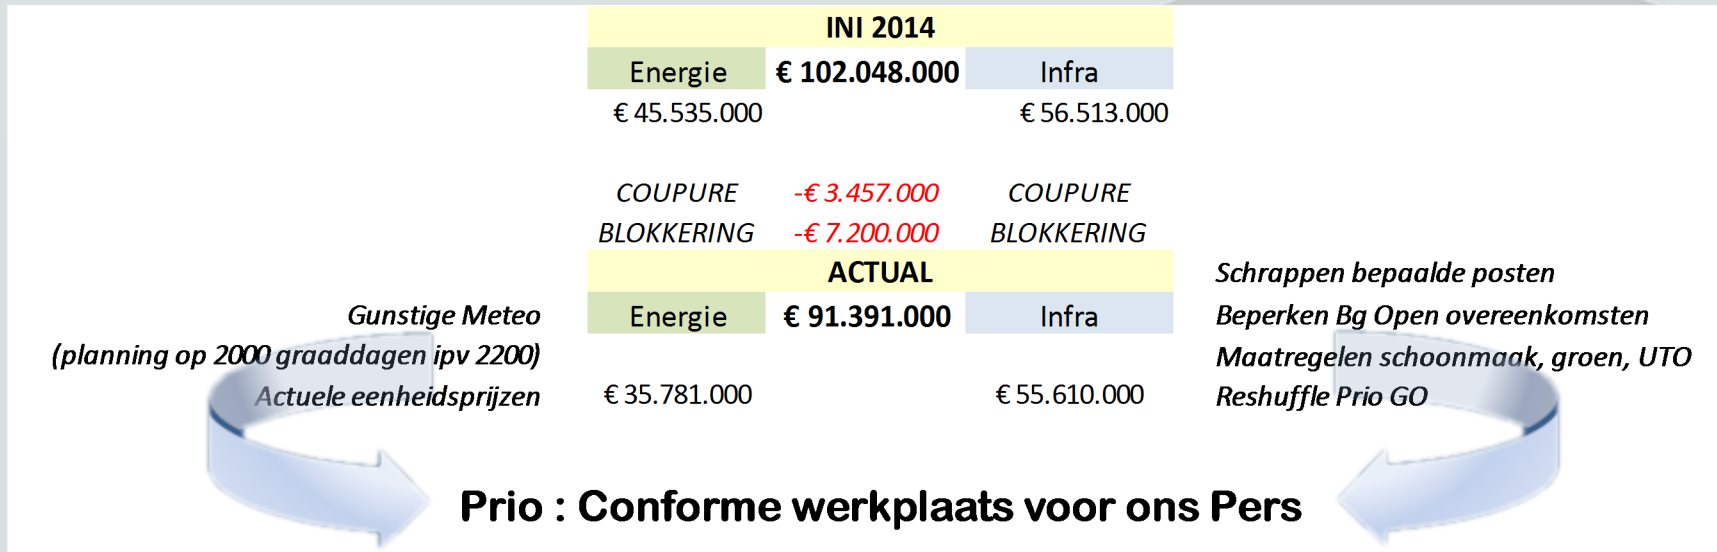 INI 2014
Energie € 102.048.000 Infra
€ 45.535.000 € 56.513.000
COUPURE -€ 3.457.000 COUPURE
BLOKKERING -€ 7.200.000 BLOKKERING
ACTUAL Schrappen bepaalde posten
Gunstige Meteo Energie € 91.391.000 Infra Beperken Bg Open overeenkomsten
(planning op 2000 graaddagen ipv 2200) Maatregelen schoonmaak, groen, UTO
Actuele eenheidsprijzen € 35.781.000 € 55.610.000 Reshuffle Prio GO
Prio : Conforme werkplaats voor ons Pers